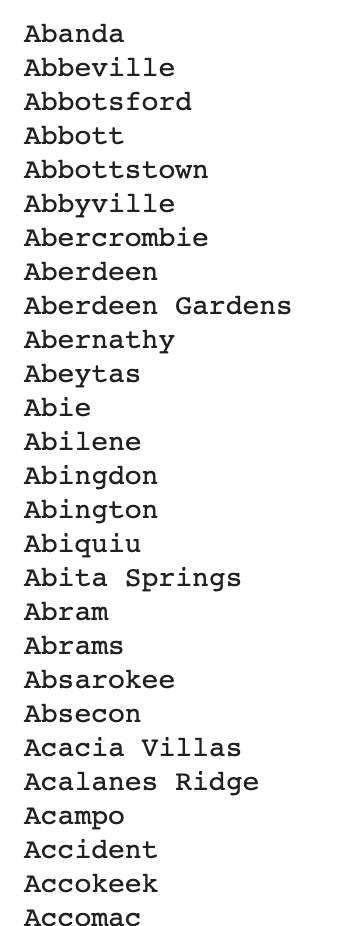 Abanda
Abbeville
Abbotsford
Abbott
Abbottstown
Abbyville
Abercrombie
Aberdeen
Aberdeen Gardens
Abernathy
Abeytas
Abie
Abilene
Abingdon
Abington
Abiquiu
Abita Springs
Abram
Abrams
Absarokee
Absecon
Acacia Villas
Acalanes Ridge
Acampo
Accident
Accokeek
Accomac